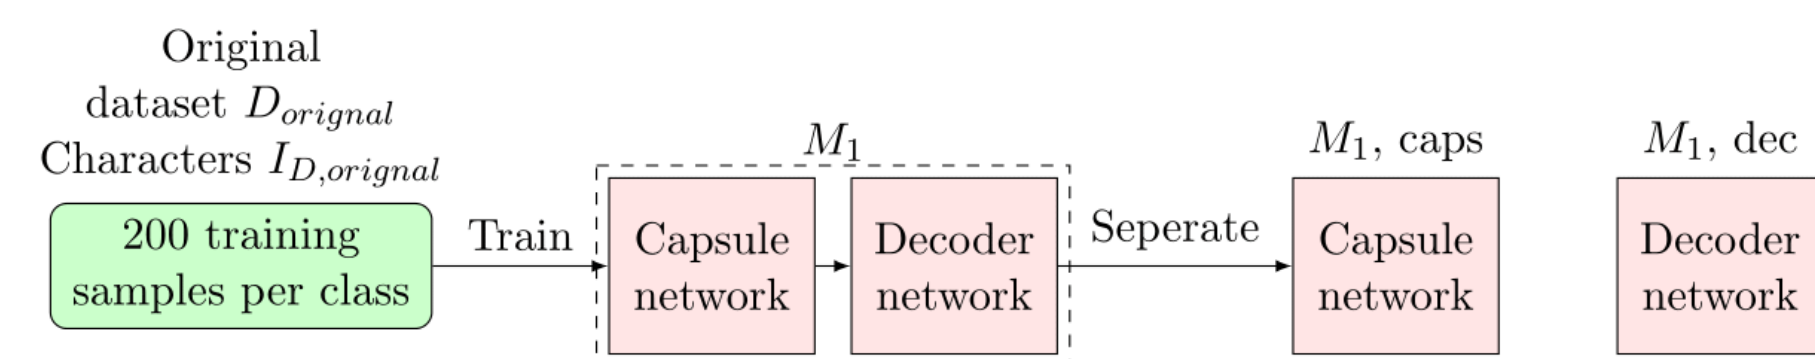 Original
dataset D_{orignal}
Characters I_{D,orignal}
200 training
samples per class
Train
M_1
Capsule
network
Decoder
network
Seperate
M_1, caps
Capsule
network
M_1, dec
Decoder
network